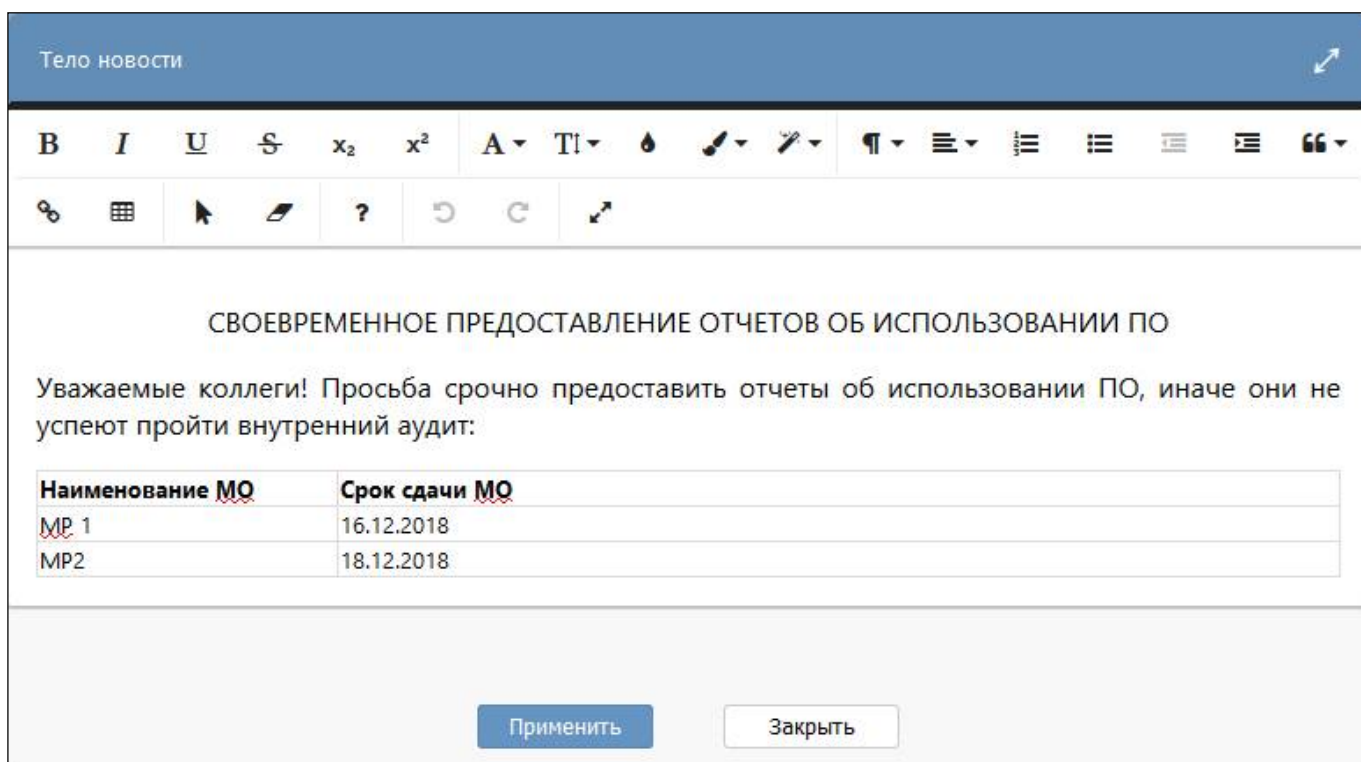 Тело новости
B I U S x₂ x² A T ¶ ?
СВОЕВРЕМЕННОЕ ПРЕДОСТАВЛЕНИЕ ОТЧЕТОВ ОБ ИСПОЛЬЗОВАНИИ ПО
Уважаемые коллеги! Просьба срочно предоставить отчеты об использовании ПО, иначе они не
успеют пройти внутренний аудит:
Наименование МО Срок сдачи МО
МР 1 16.12.2018
МР2 18.12.2018
Применить Закрыть